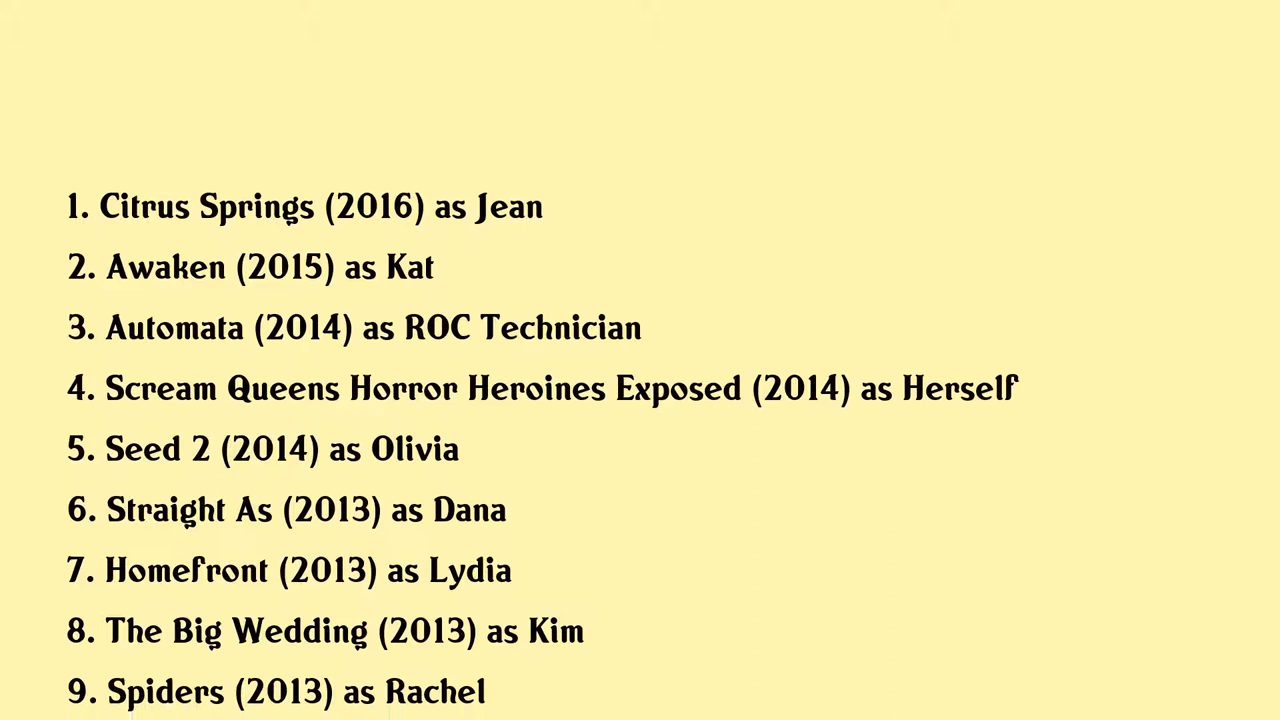 1. Citrus Springs (2016) as Jean
2. Awaken (2015) as Kat
3. Automata (2014) as ROC Technician
4. Scream Queens Horror Heroines Exposed (2014) as Herself
5. Seed 2 (2014) as Olivia
6. Straight As (2013) as Dana
7. Homefront (2013) as Lydia
8. The Big Wedding (2013) as Kim
9. Spiders (2013) as Rachel